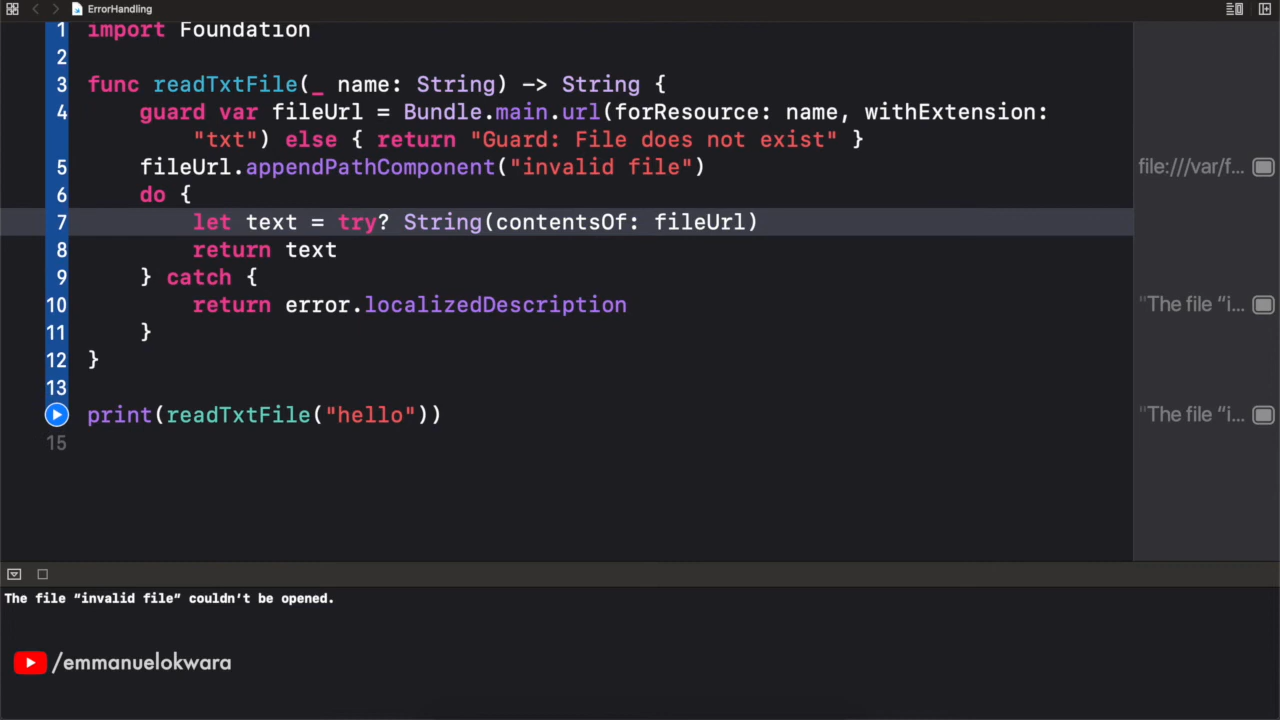 ErrorHandling
1 import Foundation
2
3 func readTxtFile(_ name: String) -> String {
4 guard var fileUrl = Bundle.main.url(forResource: name, withExtension:
"txt") else { return "Guard: File does not exist" }
5 fileUrl.appendPathComponent("invalid file")
file:///var/f...
6 do {
7 let text = try? String(contentsOf: fileUrl)
8 return text
9 } catch {
10 return error.localizedDescription
"The file “i...
11 }
12 }
13
print(readTxtFile("hello"))
"The file “i...
15
The file “invalid file” couldn’t be opened.
/emmanuelokwara